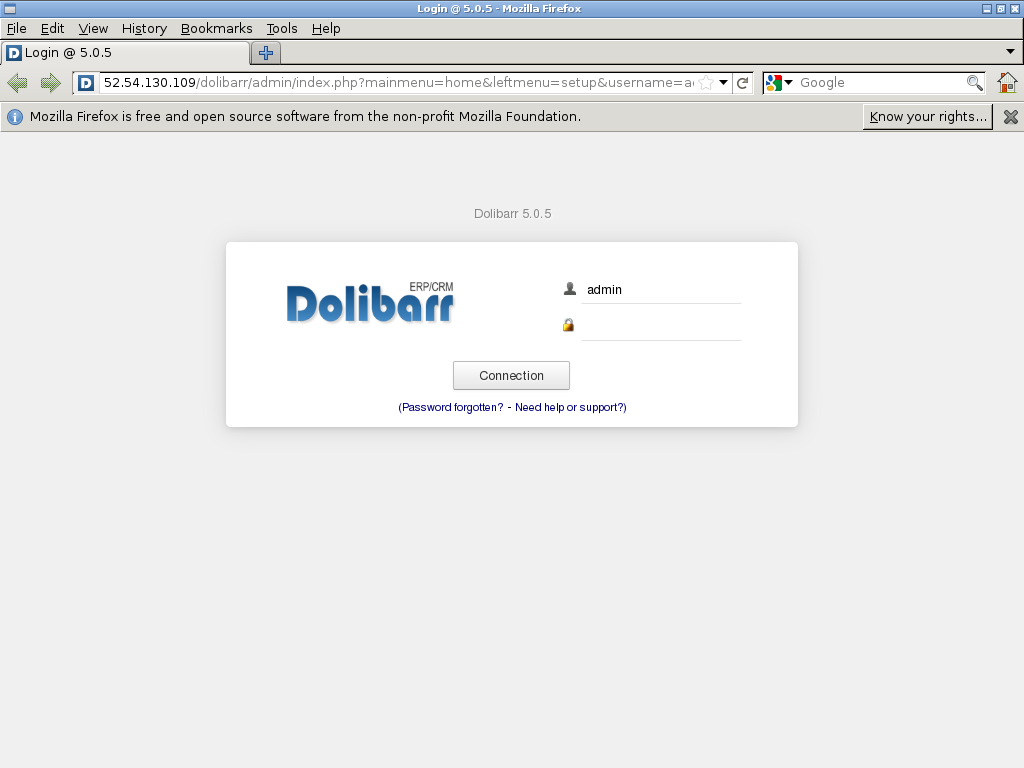 Login @ 5.0.5 - Mozilla Firefox
File Edit View History Bookmarks Tools Help
Login @ 5.0.5
52.54.130.109/dolibarr/admin/index.php?mainmenu=home&leftmenu=setup&username=a
Google
Mozilla Firefox is free and open source software from the non-profit Mozilla Foundation.
Know your rights...
Dolibarr 5.0.5
ERP/CRM
Dolibarr
admin
Connection
(Password forgotten? - Need help or support?)